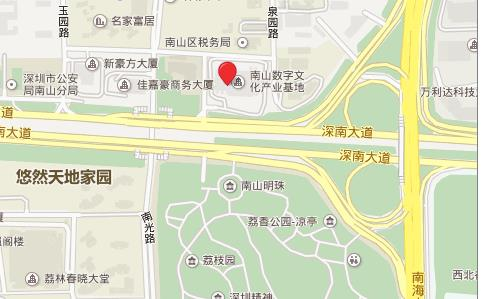 玉园路
名家富居
泉园路
南山区税务局
新豪方大厦
深圳市公安
局南山分局
佳嘉豪商务大厦
南山数字文
化产业基地
万利达科技
深南大道
深南大道
悠然天地家园
南山明珠
南光路
荔香公园-凉亭
阁楼
荔枝园
荔林春晓大堂
深圳精神
西北
南海